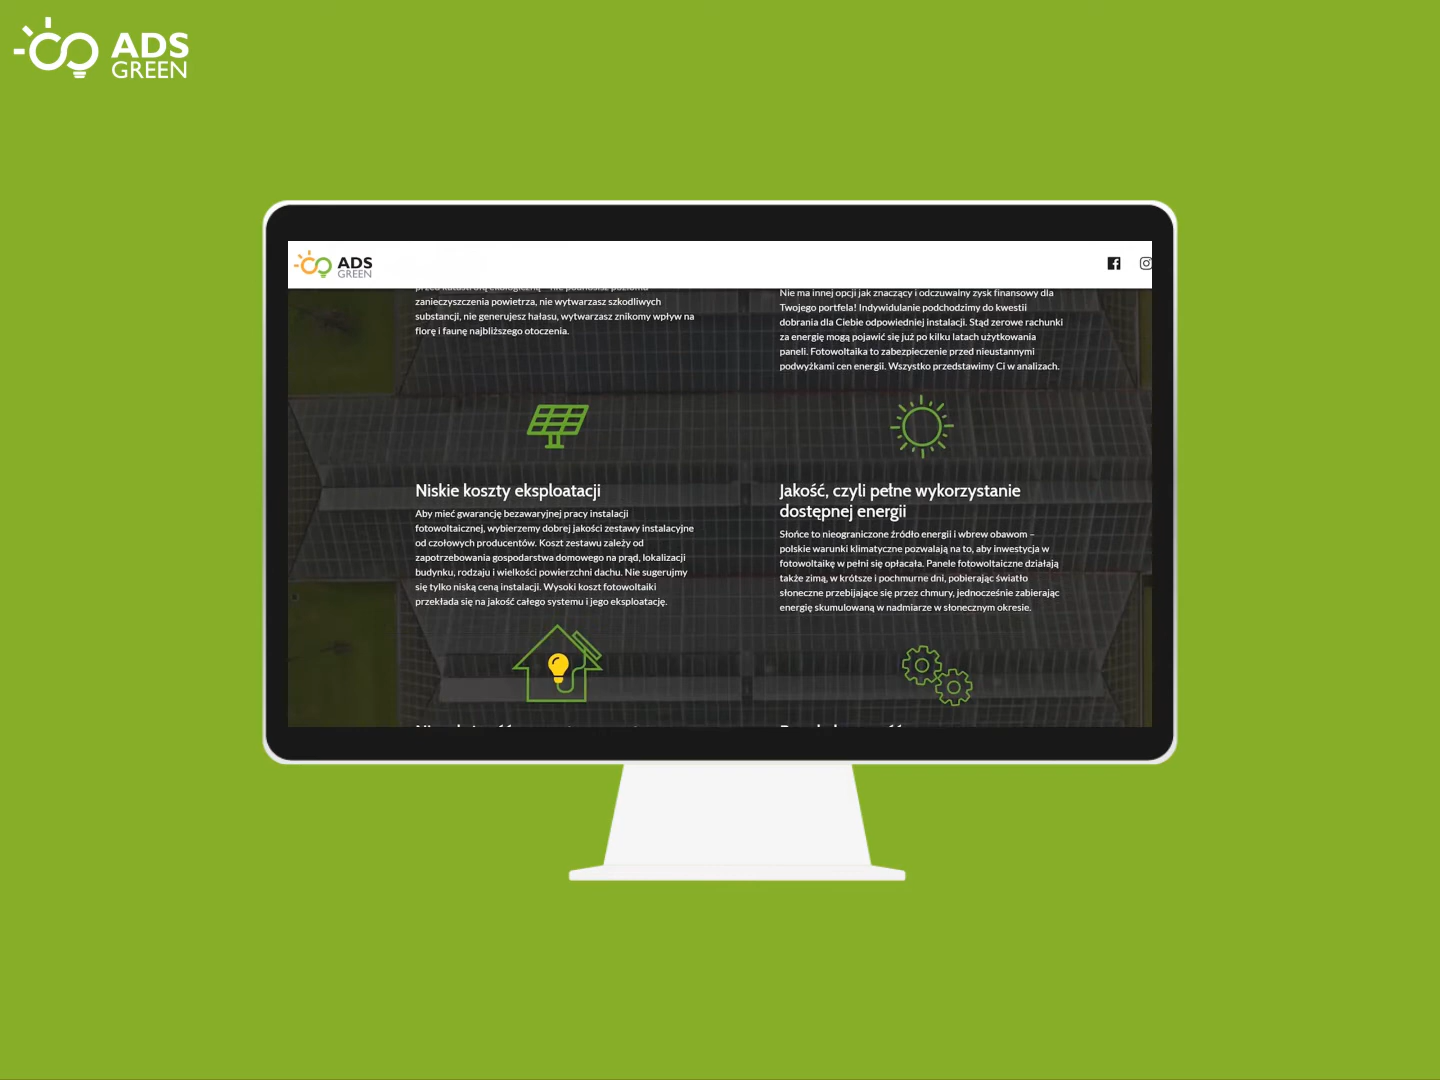 ADS
GREEN
ADS
GREEN
przed katastrofą ekologiczną – nie podnosisz poziomu
zanieczyszczenia powietrza, nie wytwarzasz szkodliwych
substancji, nie generujesz hałasu, wytwarzasz znikomy wpływ na
florę i faunę najbliższego otoczenia.
Nie ma innej opcji jak znaczący i odczuwalny zysk finansowy dla
Twojego portfela! Indywidulanie podchodzimy do kwestii
dobrania dla Ciebie odpowiedniej instalacji. Stąd zerowe rachunki
za energię mogą pojawić się już po kilku latach użytkowania
paneli. Fotowoltaika to zabezpieczenie przed nieustannymi
podwyżkami cen energii. Wszystko przedstawimy Ci w analizach.
Niskie koszty eksploatacji
Aby mieć gwarancję bezawaryjnej pracy instalacji
fotowoltaicznej, wybierzemy dobrej jakości zestawy instalacyjne
od czołowych producentów. Koszt zestawu zależy od
zapotrzebowania gospodarstwa domowego na prąd, lokalizacji
budynku, rodzaju i wielkości powierzchni dachu. Nie sugerujmy
się tylko niską ceną instalacji. Wysoki koszt fotowoltaiki
przekłada się na jakość całego systemu i jego eksploatację.
Jakość, czyli pełne wykorzystanie
dostępnej energii
Słońce to nieograniczone źródło energii i wbrew obawom –
polskie warunki klimatyczne pozwalają na to, aby inwestycja w
fotowoltaikę w pełni się opłacała. Panele fotowoltaiczne działają
także zimą, w krótsze i pochmurne dni, pobierając światło
słoneczne przebijające się przez chmury, jednocześnie zabierając
energię skumulowaną w nadmiarze w słonecznym okresie.